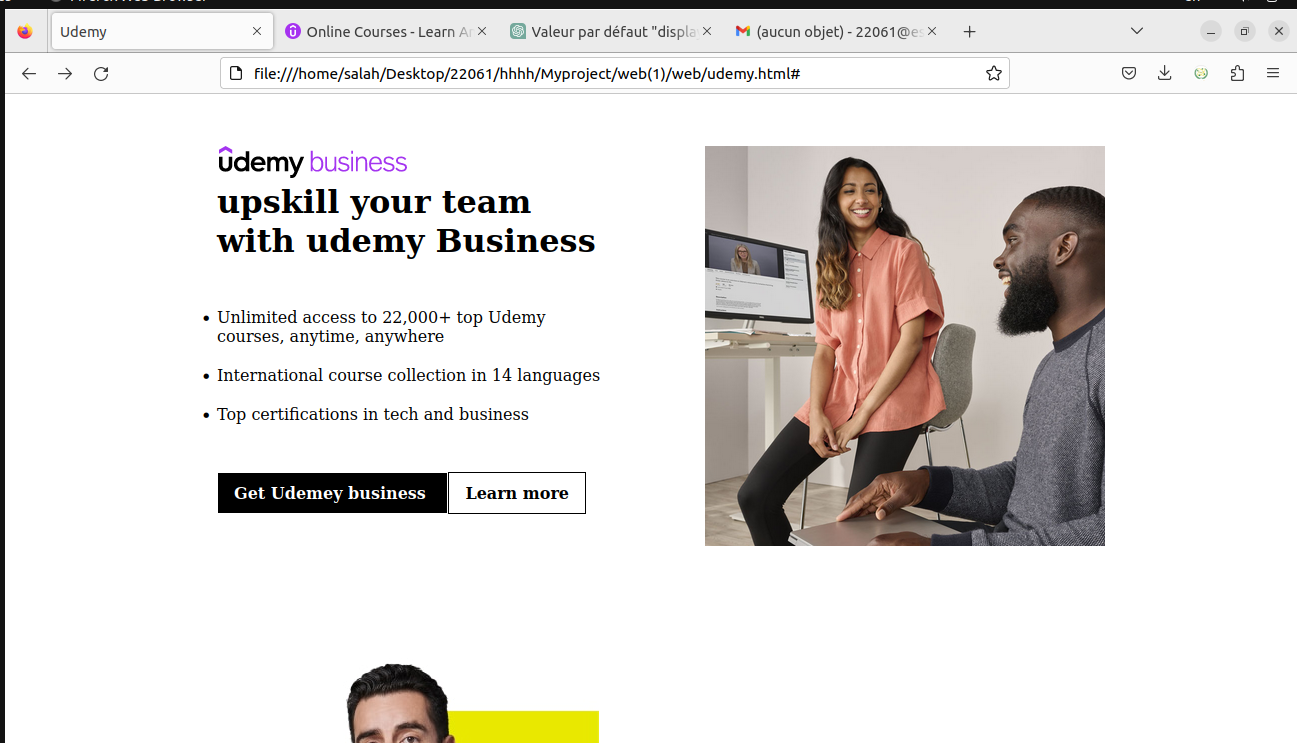 Udemy
Online Courses - Learn An
Valeur par défaut "displa
(aucun objet) - 22061@es
file:///home/salah/Desktop/22061/hhhh/Myproject/web(1)/web/udemy.html#
udemy business
upskill your team
with udemy Business
Unlimited access to 22,000+ top Udemy
courses, anytime, anywhere
International course collection in 14 languages
Top certifications in tech and business
Get Udemey business
Learn more